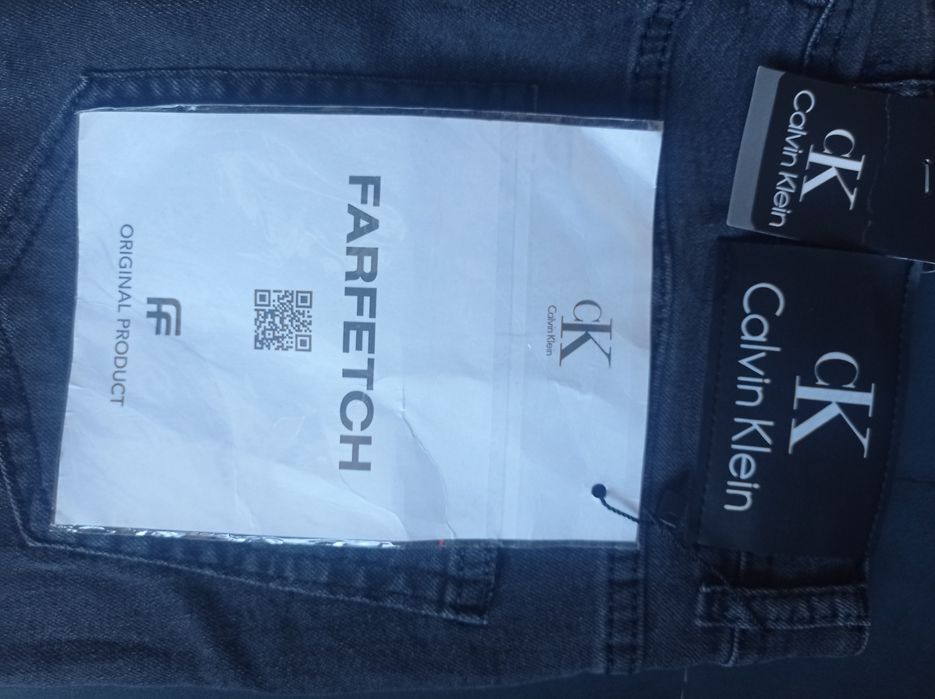 CK
Calvin Klein
CK
Calvin Klein
CK
Calvin Klein
FARFETCH
FF
ORIGINAL PRODUCT